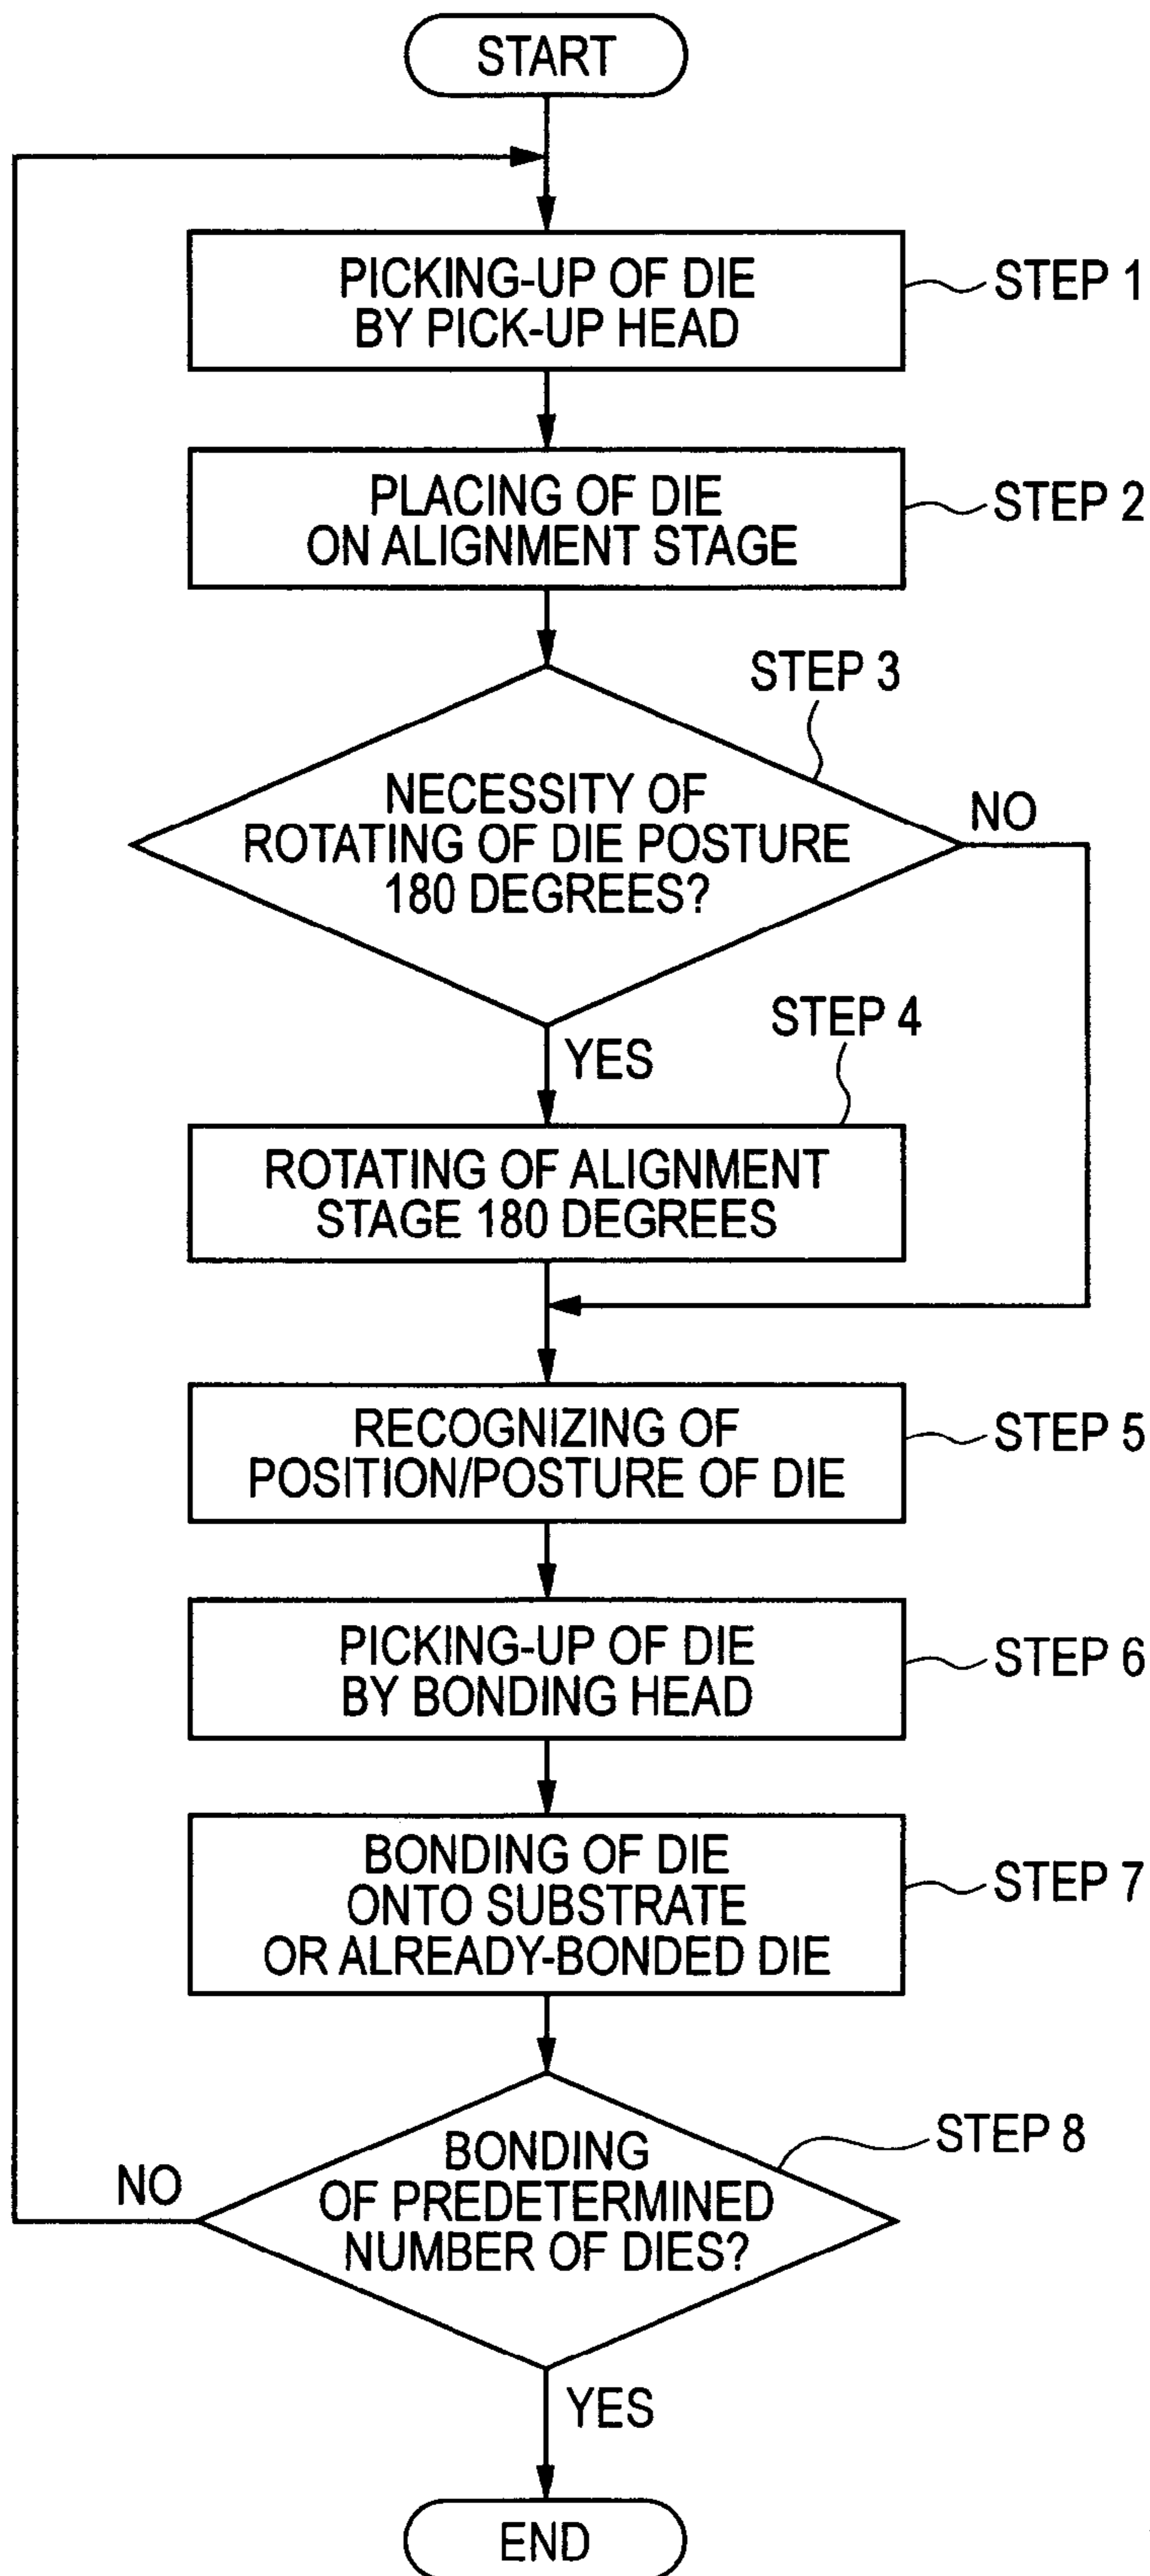 START
PICKING-UP OF DIE
BY PICK-UP HEAD
STEP 1
PLACING OF DIE
ON ALIGNMENT STAGE
STEP 2
STEP 3
NECESSITY OF
ROTATING OF DIE POSTURE
180 DEGREES?
NO
YES
STEP 4
ROTATING OF ALIGNMENT
STAGE 180 DEGREES
RECOGNIZING OF
POSITION/POSTURE OF DIE
STEP 5
PICKING-UP OF DIE
BY BONDING HEAD
STEP 6
BONDING OF DIE
ONTO SUBSTRATE
OR ALREADY-BONDED DIE
STEP 7
STEP 8
BONDING
OF PREDETERMINED
NUMBER OF DIES?
NO
YES
END